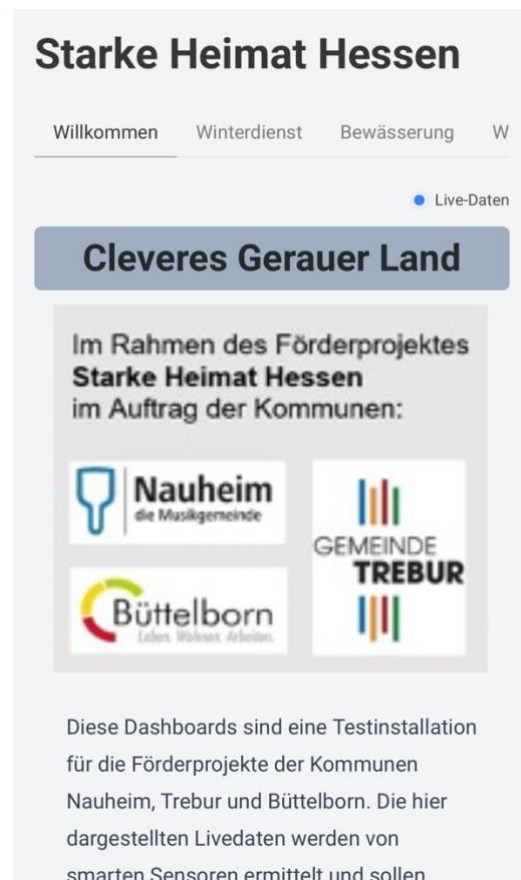 Starke Heimat Hessen
Willkommen Winterdienst Bewässerung W
Live-Daten
Cleveres Gerauer Land
Im Rahmen des Förderprojektes
Starke Heimat Hessen
im Auftrag der Kommunen:
Nauheim
die Musikgemeinde
GEMEINDE
TREBUR
Büttelborn
Leben. Wohnen. Arbeiten.
Diese Dashboards sind eine Testinstallation
für die Förderprojekte der Kommunen
Nauheim, Trebur und Büttelborn. Die hier
dargestellten Livedaten werden von
smarten Sensoren ermittelt und sollen